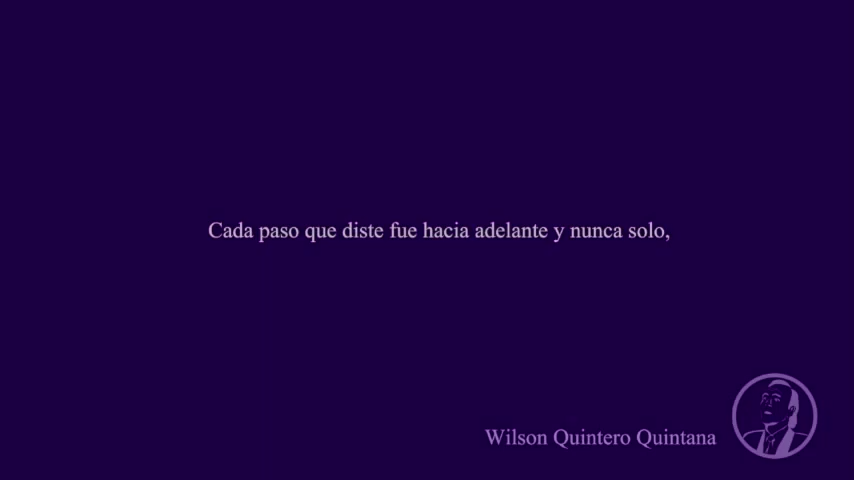 Cada paso que diste fue hacia adelante y nunca solo,
Wilson Quintero Quintana